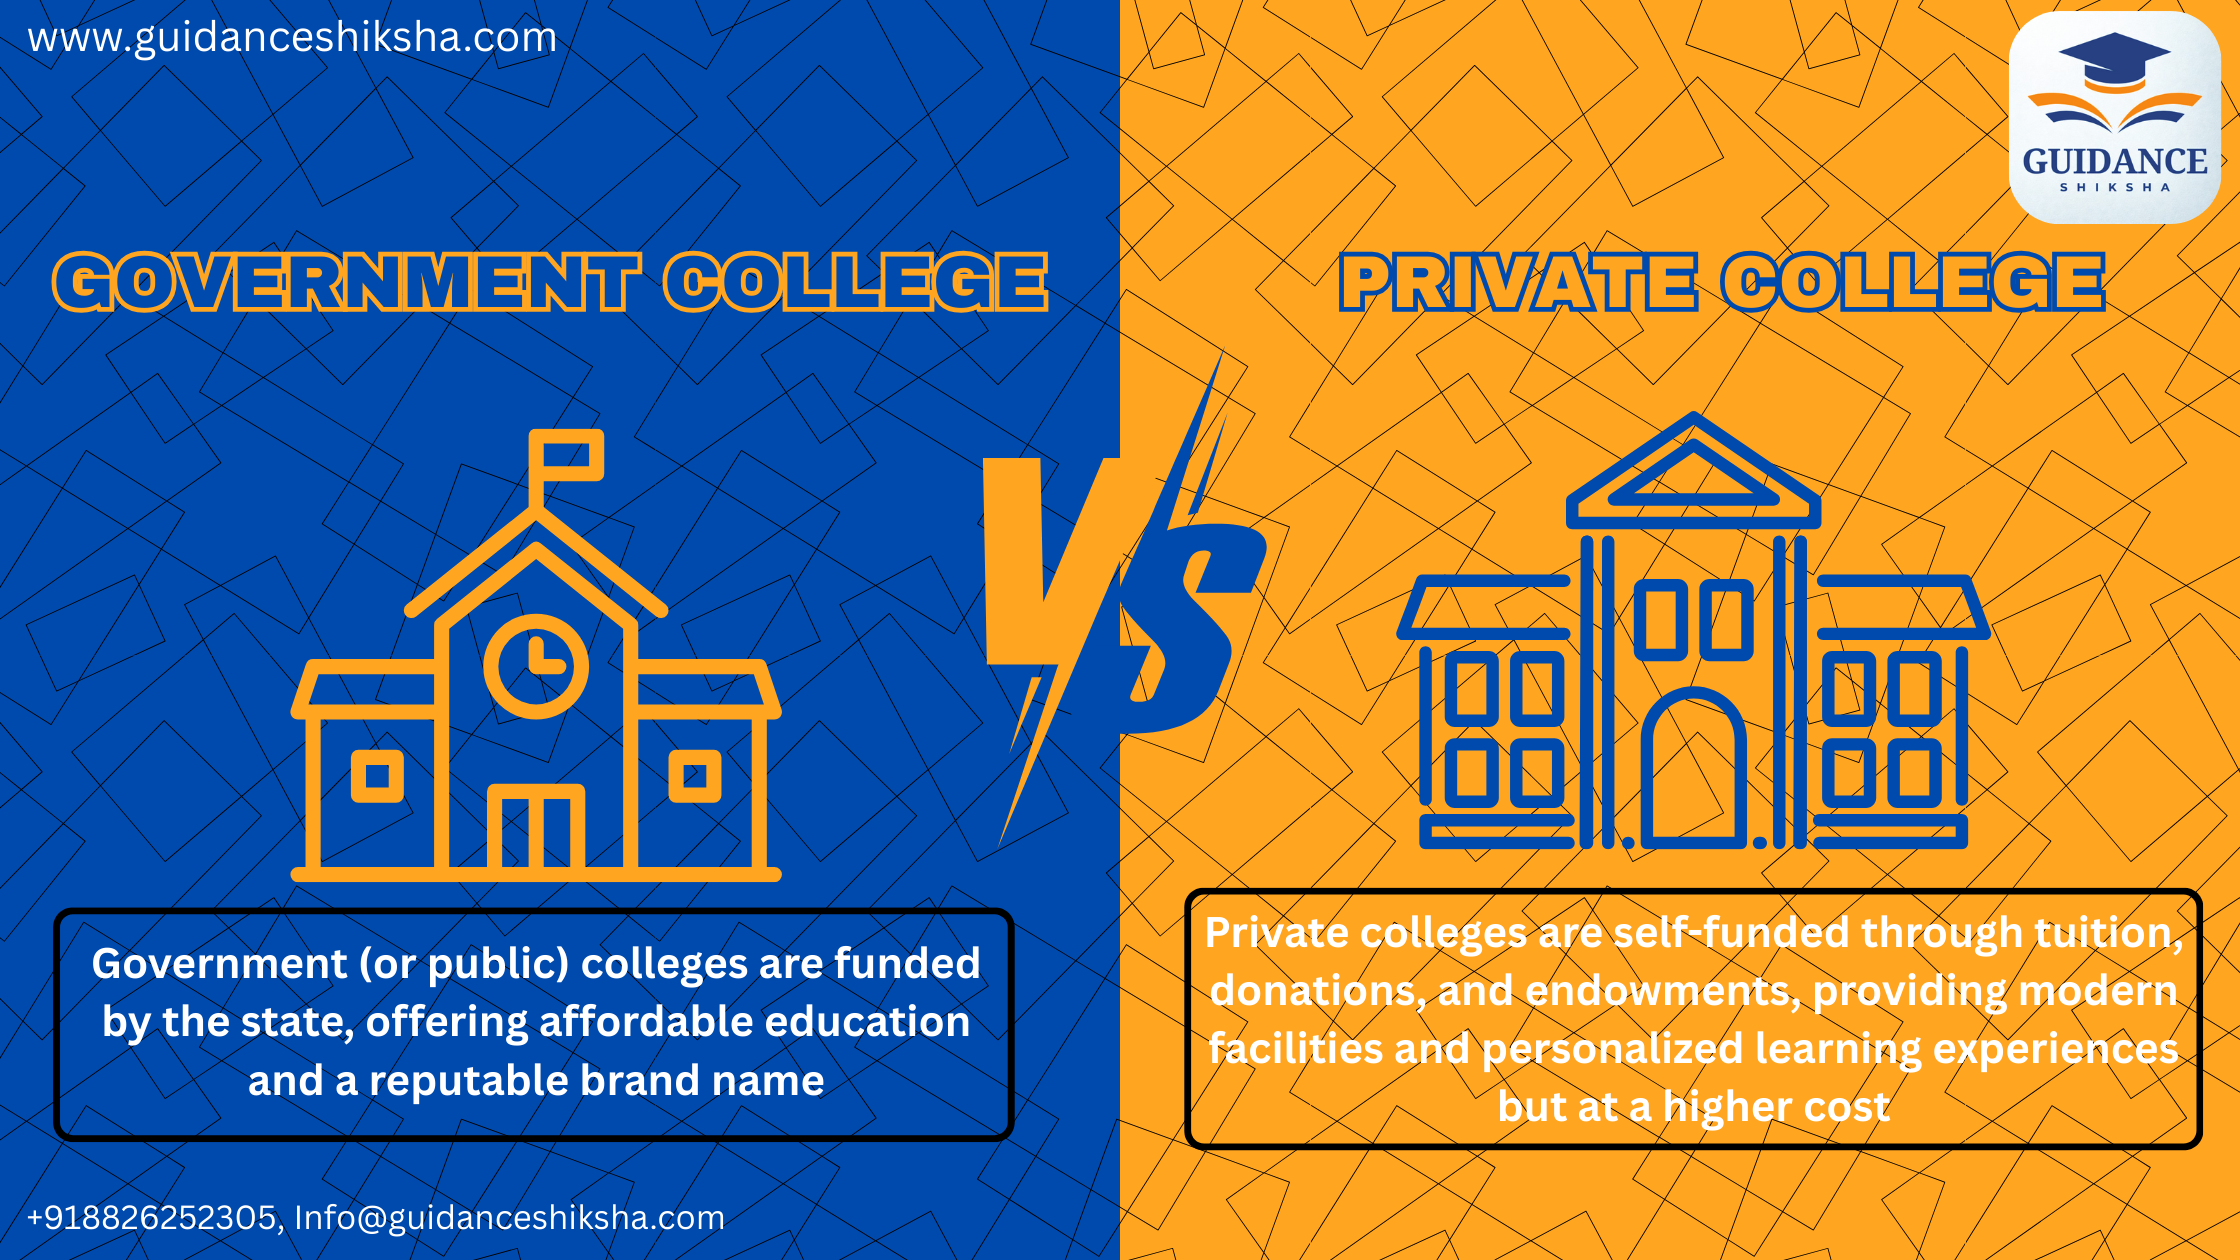 www.guidanceshiksha.com
GUIDANCE
SHIKSHA
GOVERNMENT COLLEGE
PRIVATE COLLEGE
VS
Government (or public) colleges are funded
by the state, offering affordable education
and a reputable brand name
Private colleges are self-funded through tuition,
donations, and endowments, providing modern
facilities and personalized learning experiences
but at a higher cost
+918826252305, Info@guidanceshiksha.com